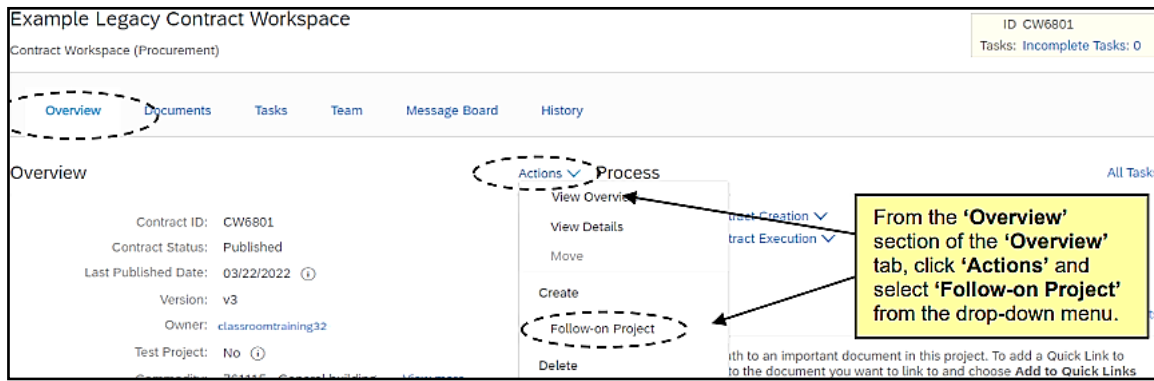 Example Legacy Contract Workspace
ID CW6801
Contract Workspace (Procurement)
Tasks: Incomplete Tasks: 0
Overview Documents Tasks Team Message Board History
Overview
Actions
Process
All Task
View Overvie
View Details
Move
Create
Follow-on Project
Delete
tract Creation
tract Execution
From the ‘Overview’
section of the ‘Overview’
tab, click ‘Actions’ and
select ‘Follow-on Project’
from the drop-down menu.
Contract ID: CW6801
Contract Status: Published
Last Published Date: 03/22/2022
Version: v3
Owner: classroomtraining32
Test Project: No
to an important document in this project. To add a Quick Link to
to the document you want to link to and choose Add to Quick Links